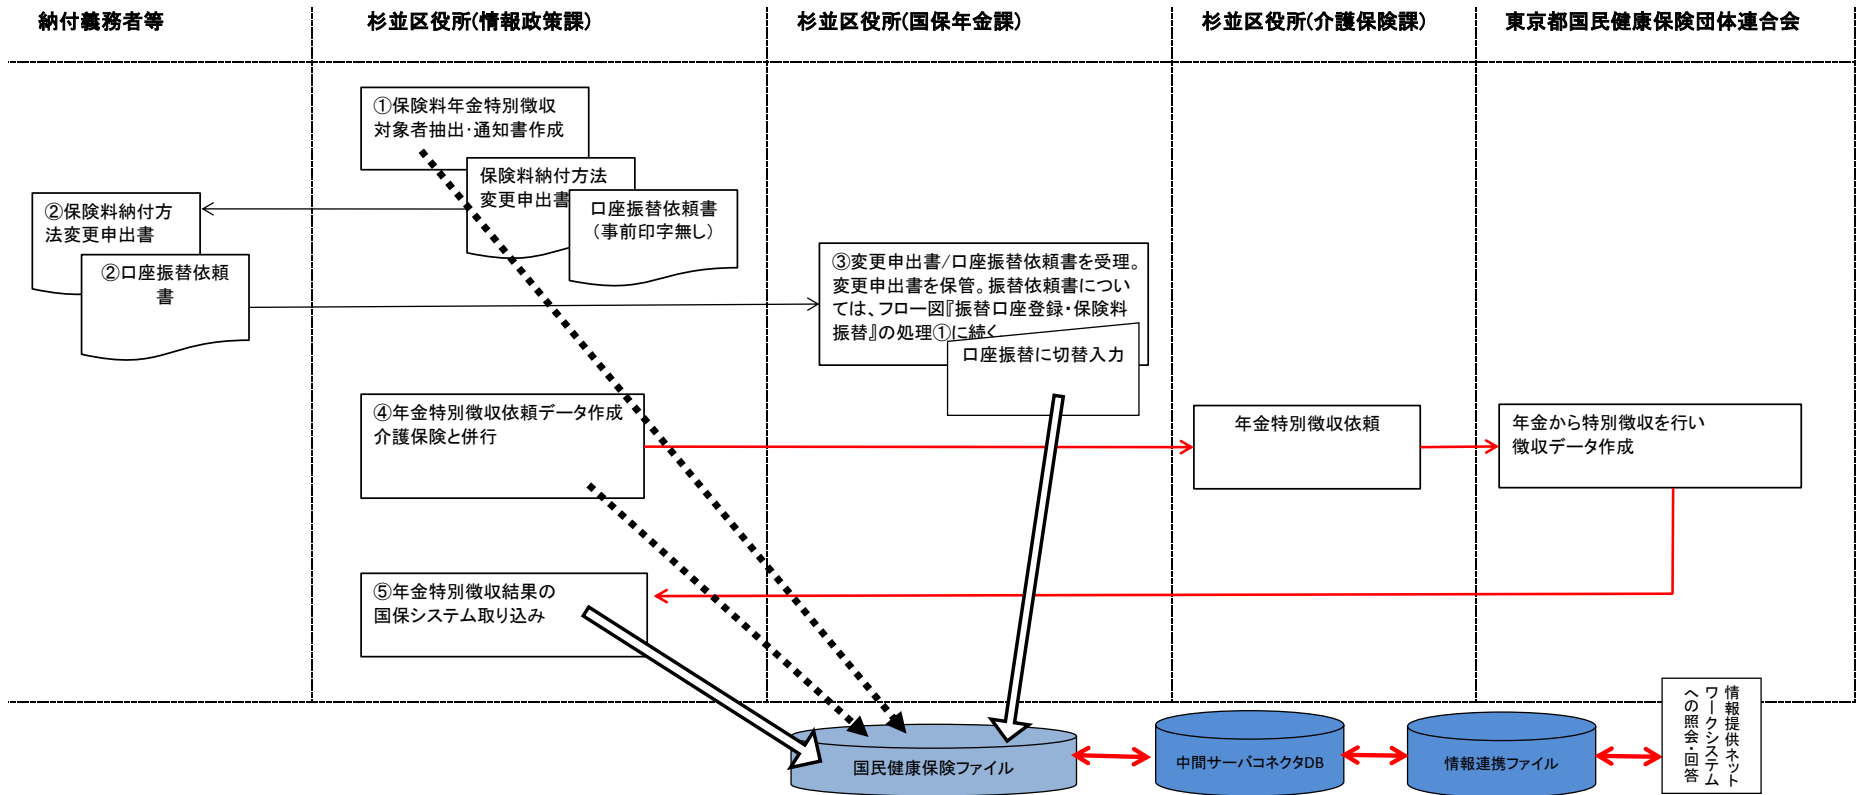 納付義務者等
杉並区役所(情報政策課)
杉並区役所(国保年金課)
杉並区役所(介護保険課)
東京都国民健康保険団体連合会
①保険料年金特別徴収
対象者抽出・通知書作成
保険料納付方法
変更申出書
口座振替依頼書
(事前印字無し)
②保険料納付方
法変更申出書
②口座振替依頼
書
③変更申出書/口座振替依頼書を受理。
変更申出書を保管。振替依頼書につい
ては、フロー図『振替口座登録・保険料
振替』の処理①に続く
口座振替に切替入力
④年金特別徴収依頼データ作成
介護保険と併行
年金特別徴収依頼
年金から特別徴収を行い
徴収データ作成
⑤年金特別徴収結果の
国保システム取り込み
国民健康保険ファイル
中間サーバコネクタDB
情報連携ファイル
情報提供ネット
ワークシステム
への照会・回答